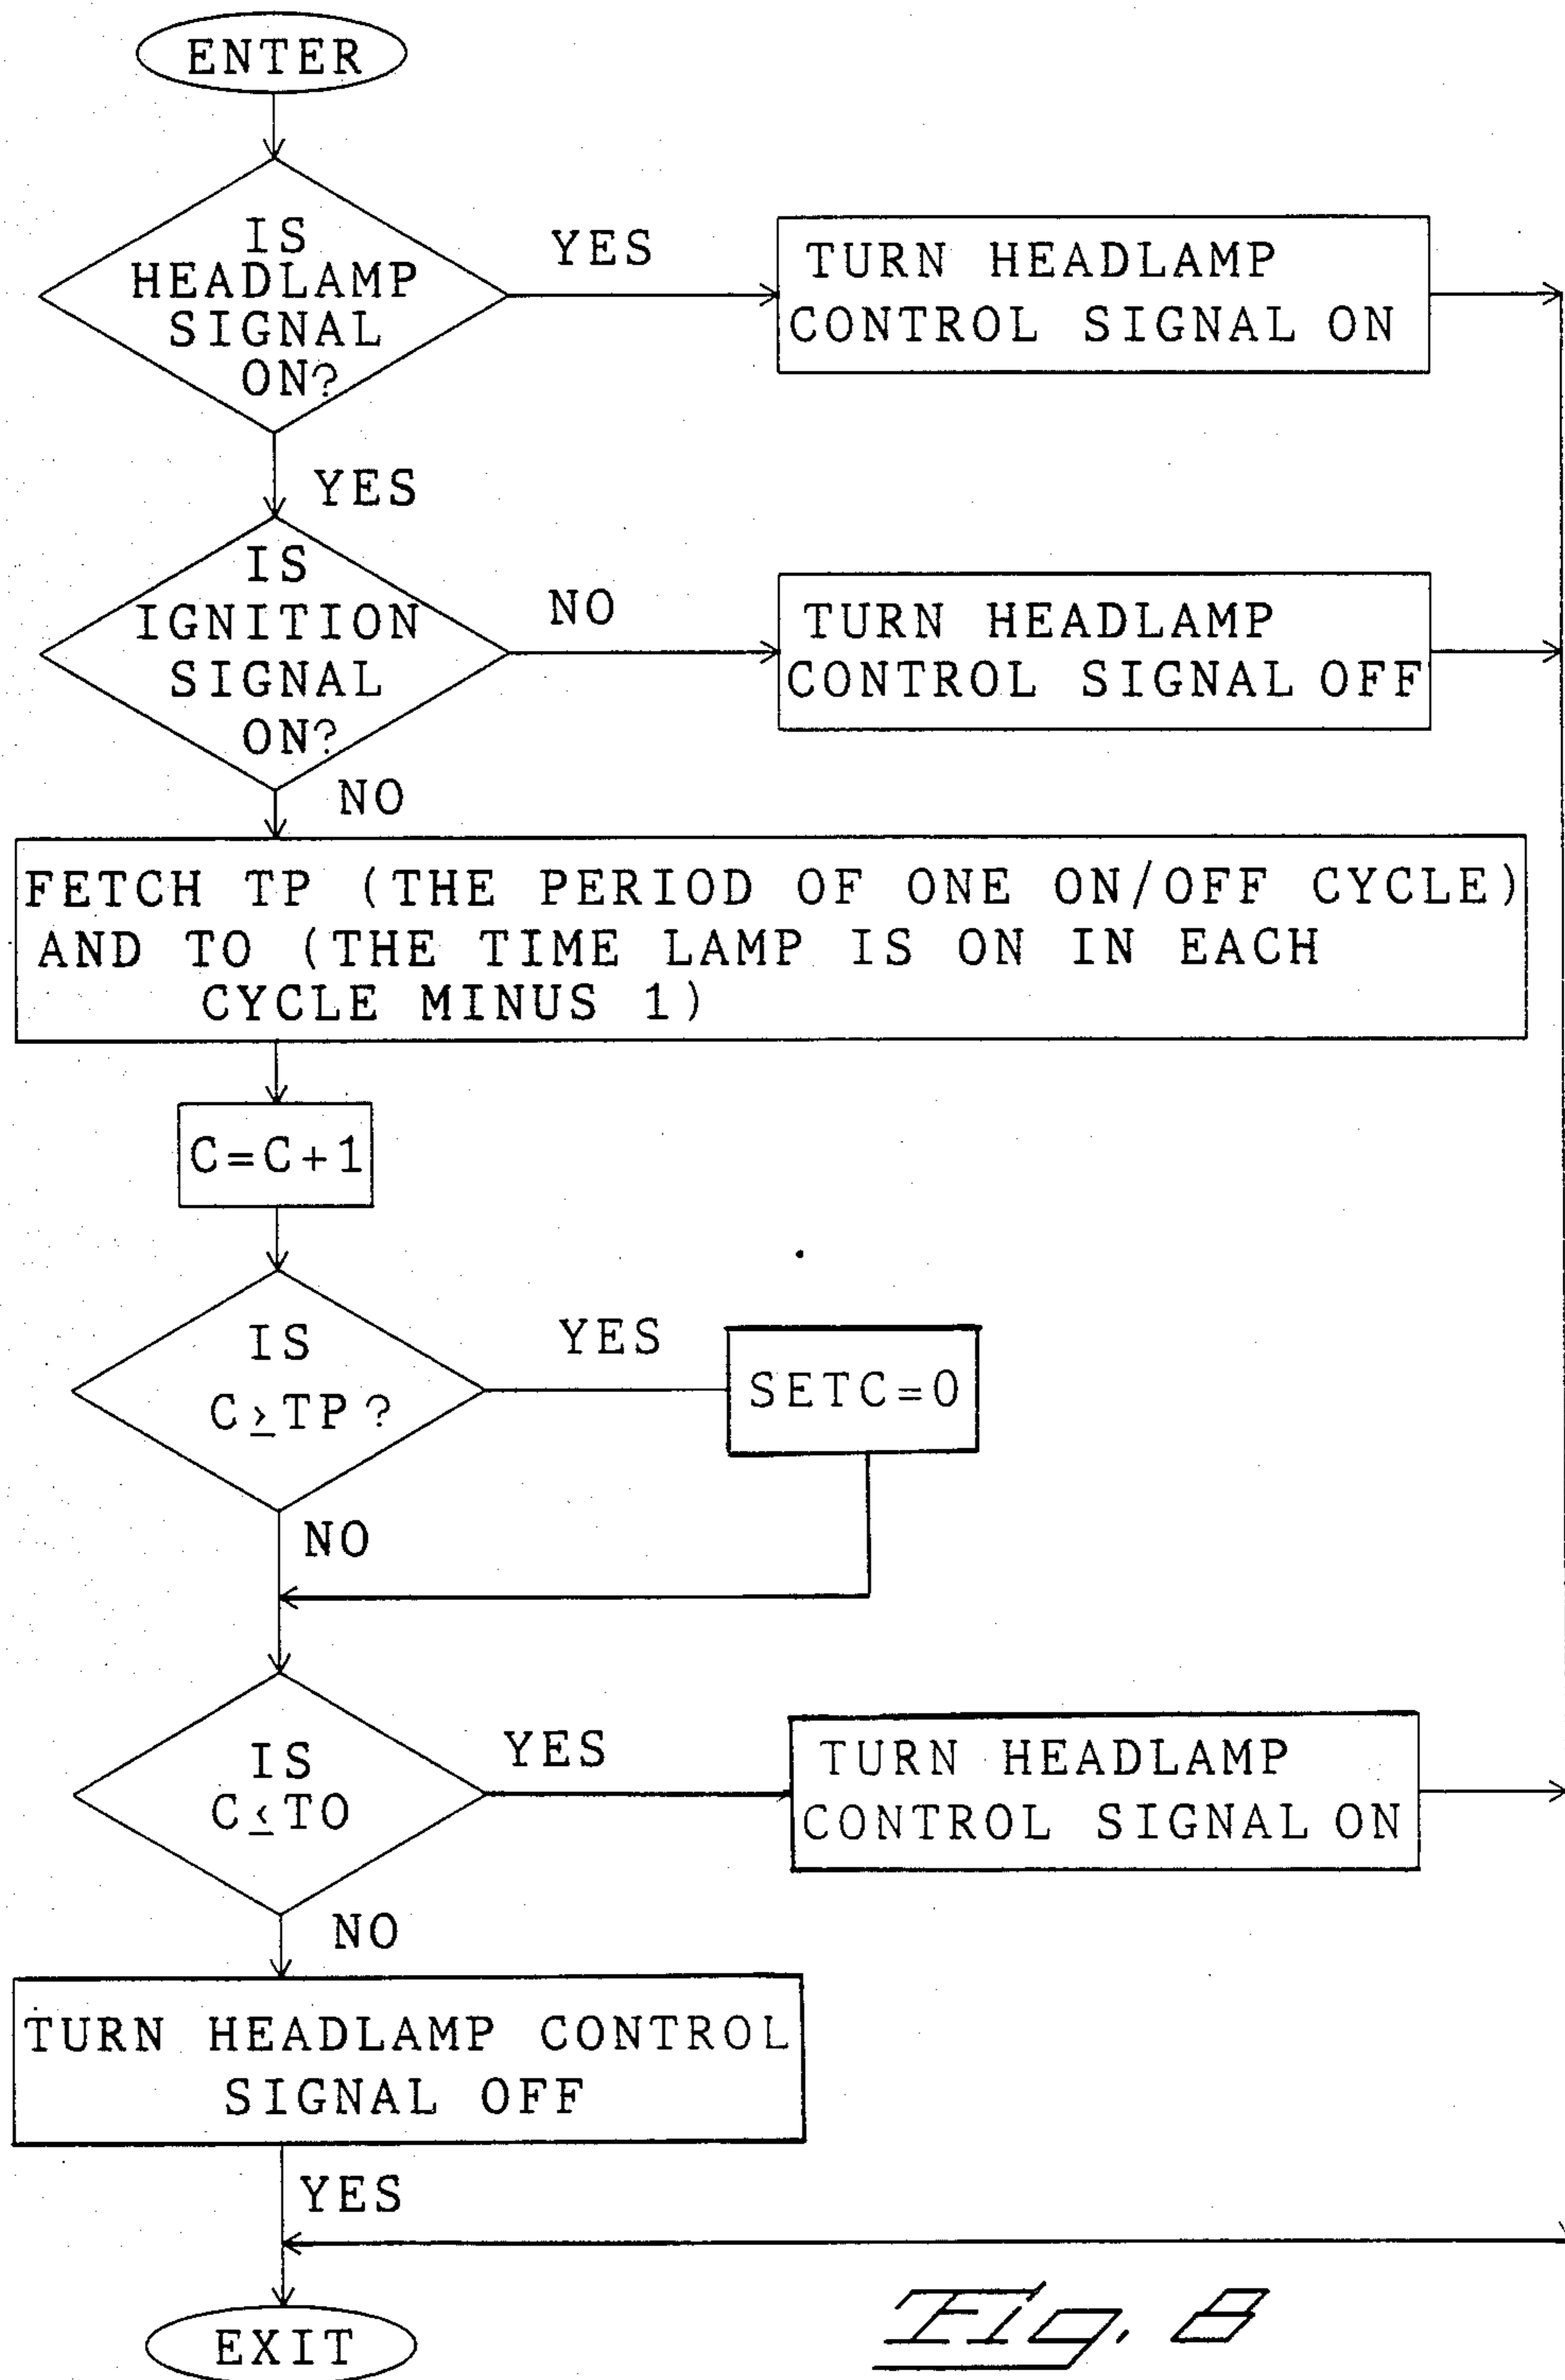 ENTER
IS
HEADLAMP
SIGNAL
ON?
YES
TURN HEADLAMP
CONTROL SIGNAL ON
YES
IS
IGNITION
SIGNAL
ON?
NO
TURN HEADLAMP
CONTROL SIGNAL OFF
NO
FETCH TP (THE PERIOD OF ONE ON/OFF CYCLE)
AND TO (THE TIME LAMP IS ON IN EACH
CYCLE MINUS 1)
C=C+1
IS
C≥TP?
YES
SETC=0
NO
IS
C≤TO
YES
TURN HEADLAMP
CONTROL SIGNAL ON
NO
TURN HEADLAMP CONTROL
SIGNAL OFF
YES
EXIT
Fig. 8